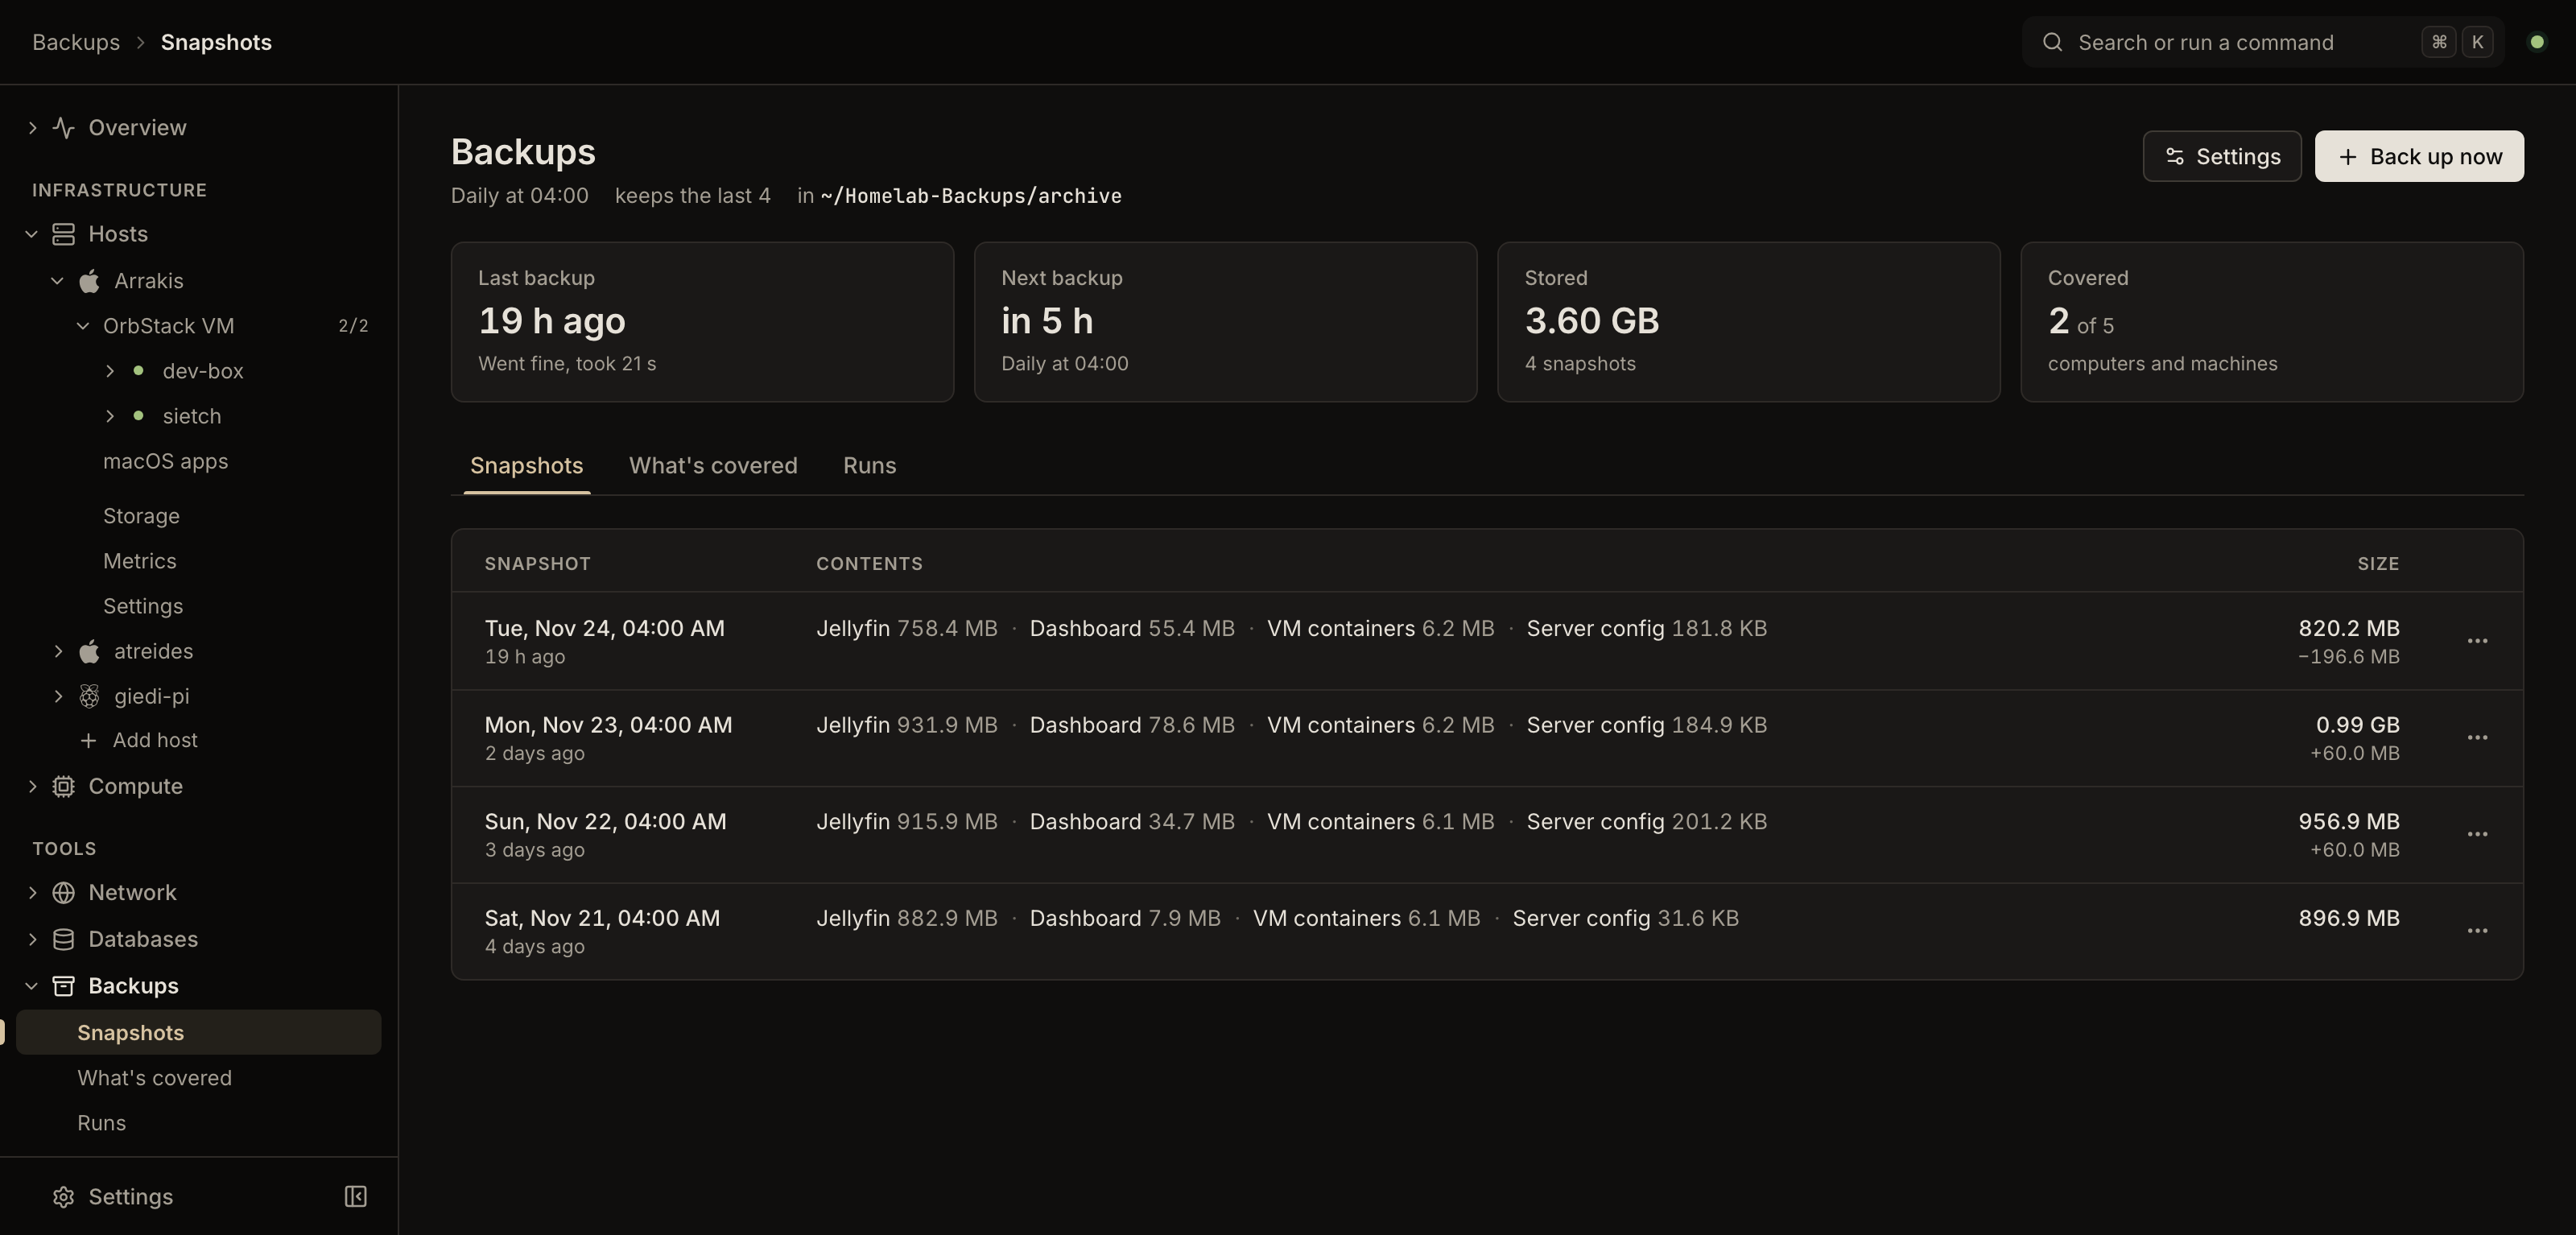 Backups > Snapshots
Search or run a command ⌘ K
Overview
INFRASTRUCTURE
Hosts
Arrakis
OrbStack VM 2/2
dev-box
sietch
macOS apps
Storage
Metrics
Settings
atreides
giedi-pi
+ Add host
Compute
TOOLS
Network
Databases
Backups
Snapshots
What's covered
Runs
Settings
Backups
Daily at 04:00 keeps the last 4 in ~/Homelab-Backups/archive
Settings
+ Back up now
Last backup
19 h ago
Went fine, took 21 s
Next backup
in 5 h
Daily at 04:00
Stored
3.60 GB
4 snapshots
Covered
2 of 5
computers and machines
Snapshots What's covered Runs
SNAPSHOT CONTENTS SIZE
Tue, Nov 24, 04:00 AM Jellyfin 758.4 MB · Dashboard 55.4 MB · VM containers 6.2 MB · Server config 181.8 KB 820.2 MB
19 h ago −196.6 MB
Mon, Nov 23, 04:00 AM Jellyfin 931.9 MB · Dashboard 78.6 MB · VM containers 6.2 MB · Server config 184.9 KB 0.99 GB
2 days ago +60.0 MB
Sun, Nov 22, 04:00 AM Jellyfin 915.9 MB · Dashboard 34.7 MB · VM containers 6.1 MB · Server config 201.2 KB 956.9 MB
3 days ago +60.0 MB
Sat, Nov 21, 04:00 AM Jellyfin 882.9 MB · Dashboard 7.9 MB · VM containers 6.1 MB · Server config 31.6 KB 896.9 MB
4 days ago